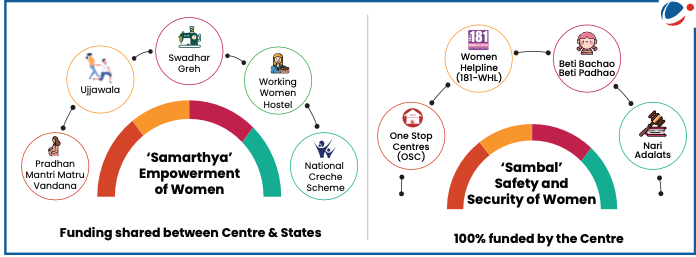 Pradhan
Mantri Matru
Vandana
Ujjawala
Swadhar
Greh
Working
Women
Hostel
National
Creche
Scheme
‘Samarthya’
Empowerment
of Women
Funding shared between Centre & States
One Stop
Centres
(OSC)
181
Women
Helpline
(181-WHL)
Beti Bachao
Beti Padhao
Nari
Adalats
‘Sambal’
Safety and
Security of Women
100% funded by the Centre